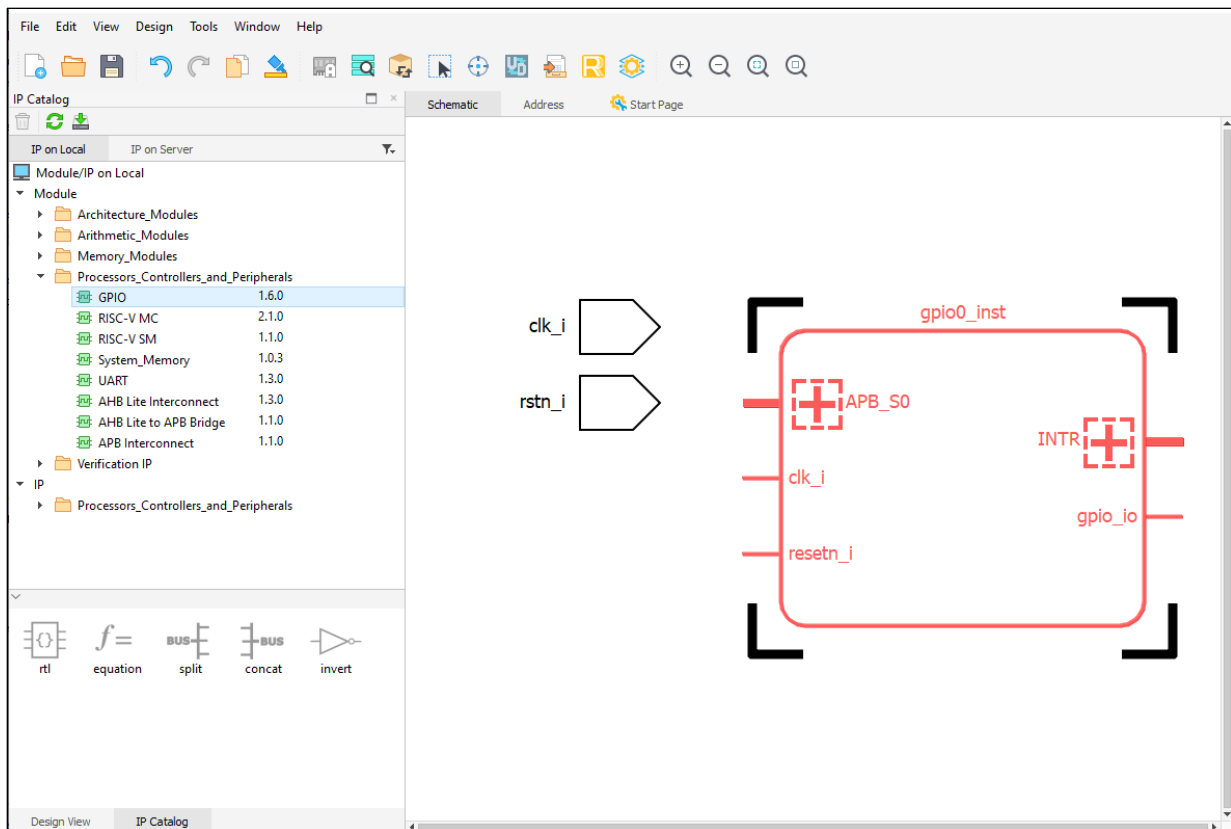 File Edit View Design Tools Window Help
IP Catalog
IP on Local IP on Server
Module/IP on Local
Module
Architecture_Modules
Arithmetic_Modules
Memory_Modules
Processors_Controllers_and_Peripherals
GPIO 1.6.0
RISC-V MC 2.1.0
RISC-V SM 1.1.0
System_Memory 1.0.3
UART 1.3.0
AHB Lite Interconnect 1.3.0
AHB Lite to APB Bridge 1.1.0
APB Interconnect 1.1.0
Verification IP
IP
Processors_Controllers_and_Peripherals
BUS
BUS
rtl equation split concat invert
Design View IP Catalog
Schematic Address Start Page
clk_i
rstn_i
gpio0_inst
APB_S0
INTR
clk_i
gpio_io
resetn_i